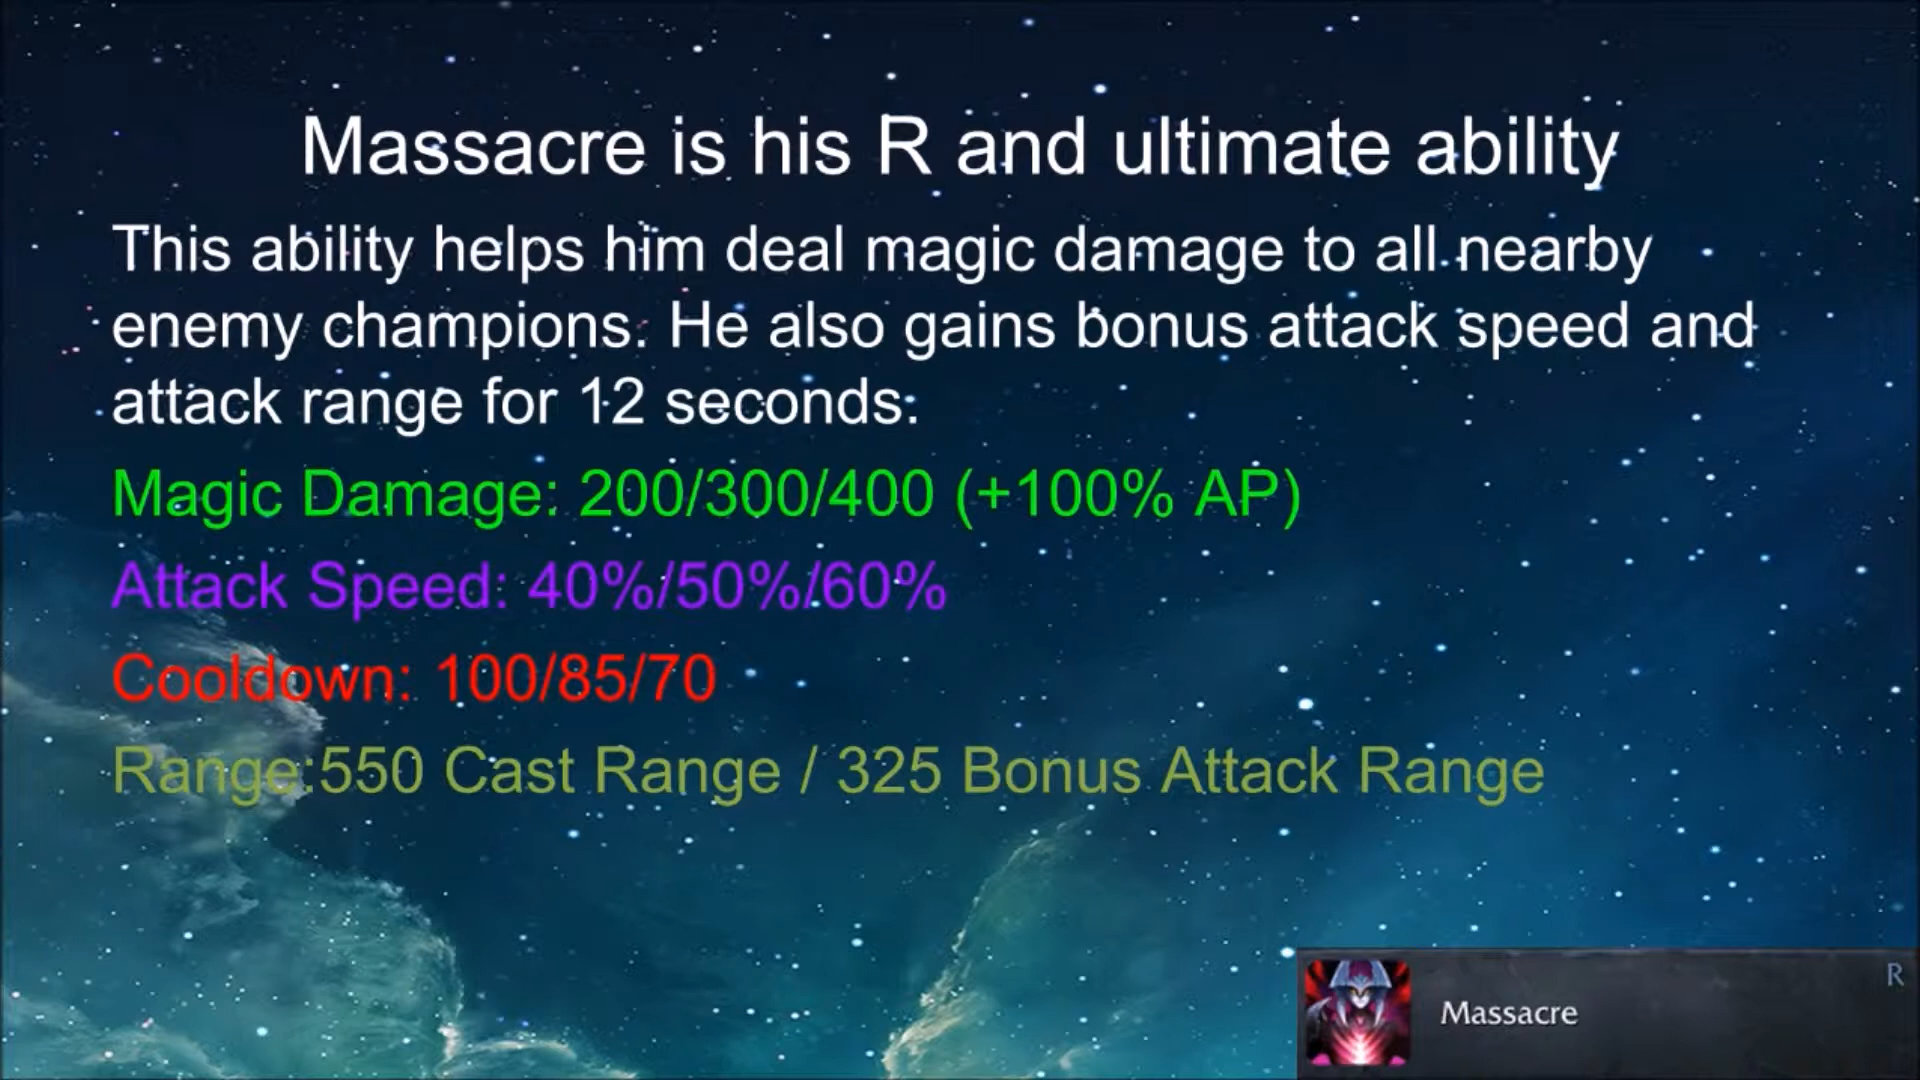 Massacre is his R and ultimate ability
This ability helps him deal magic damage to all nearby
enemy champions. He also gains bonus attack speed and
attack range for 12 seconds.
Magic Damage: 200/300/400 (+100% AP)
Attack Speed: 40%/50%/60%
Cooldown: 100/85/70
Range:550 Cast Range / 325 Bonus Attack Range
R
Massacre